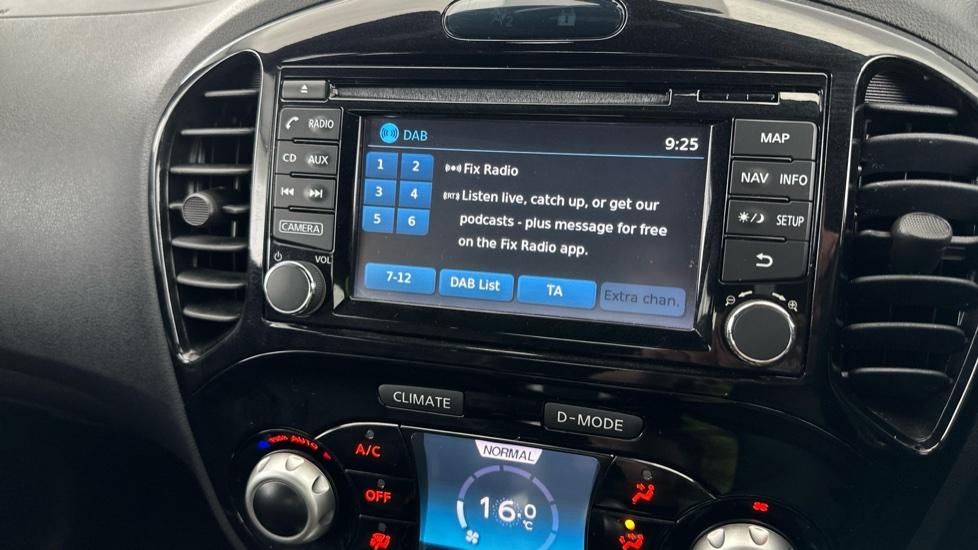 RADIO
CD AUX
CAMERA
VOL
DAB
9:25
1 2
3 4
5 6
Fix Radio
Listen live, catch up, or get our
podcasts - plus message for free
on the Fix Radio app.
7-12
DAB List
TA
Extra chan.
MAP
NAV INFO
SETUP
CLIMATE
D-MODE
AUTO
A/C
OFF
NORMAL
16.0
°C